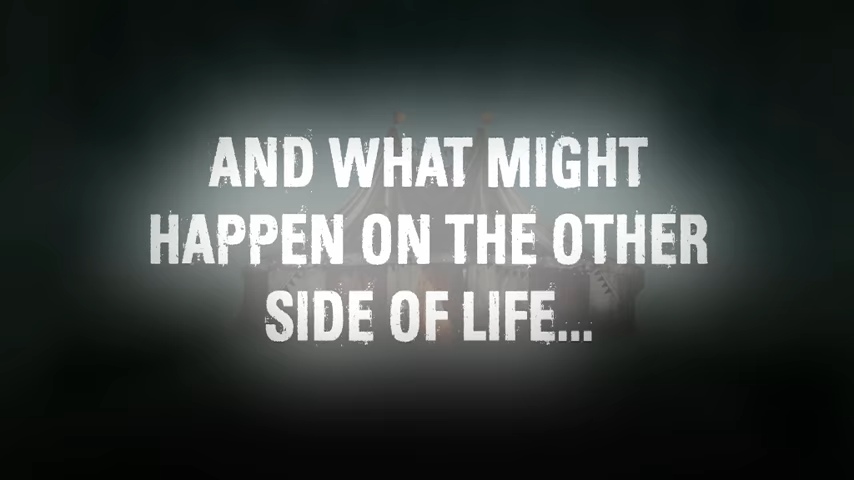 AND WHAT MIGHT
HAPPEN ON THE OTHER
SIDE OF LIFE...